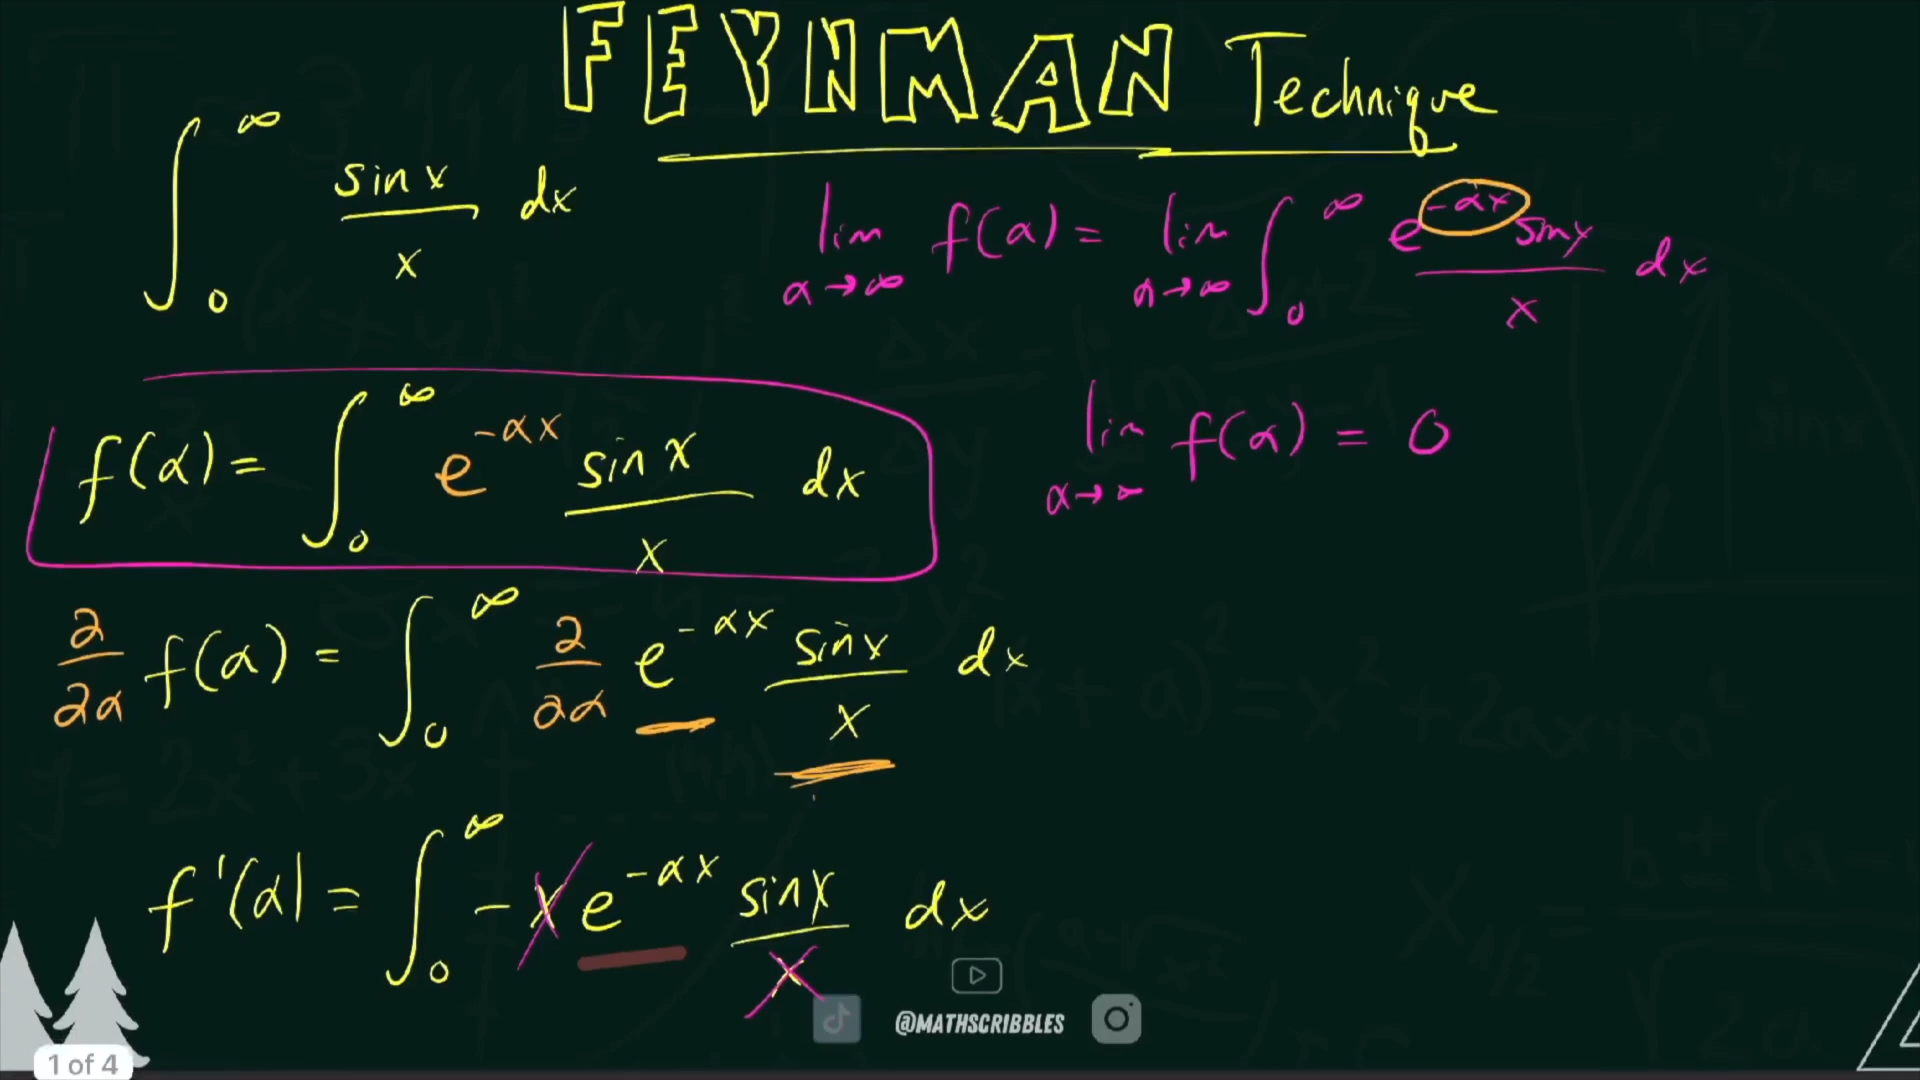 FEYNMAN Technique
∫₀^∞ sin x / x dx
lim α→∞ f(α) = lim α→∞ ∫₀^∞ e^(-αx) sin x / x dx
f(α) = ∫₀^∞ e^(-αx) sin x / x dx
lim α→∞ f(α) = 0
∂/∂α f(α) = ∫₀^∞ ∂/∂α e^(-αx) sin x / x dx
f'(α) = ∫₀^∞ -x e^(-αx) sin x / x dx
@MATHSCRIBBLES
1 of 4